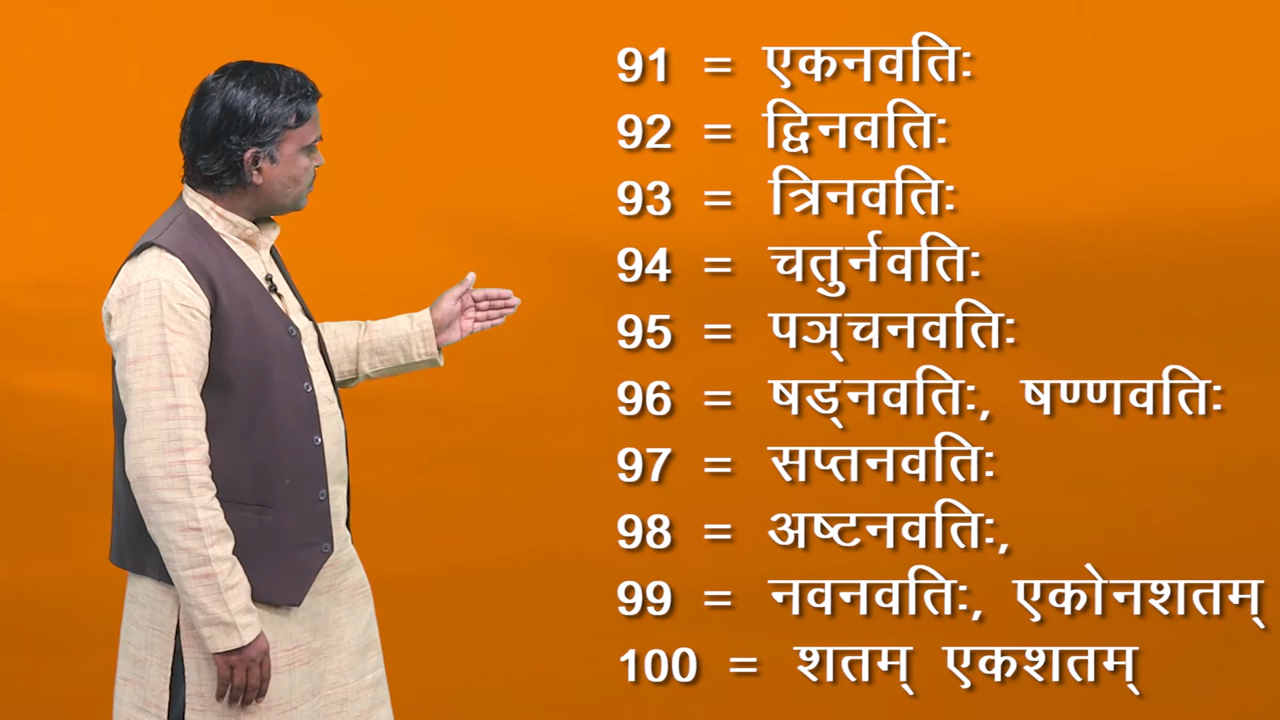 91 = एकनवतिः
92 = द्विनवतिः
93 = त्रिनवतिः
94 = चतुर्नवतिः
95 = पञ्चनवतिः
96 = षड्नवतिः, षण्णवतिः
97 = सप्तनवतिः
98 = अष्टनवतिः,
99 = नवनवतिः, एकोनशतम्
100 = शतम् एकशतम्